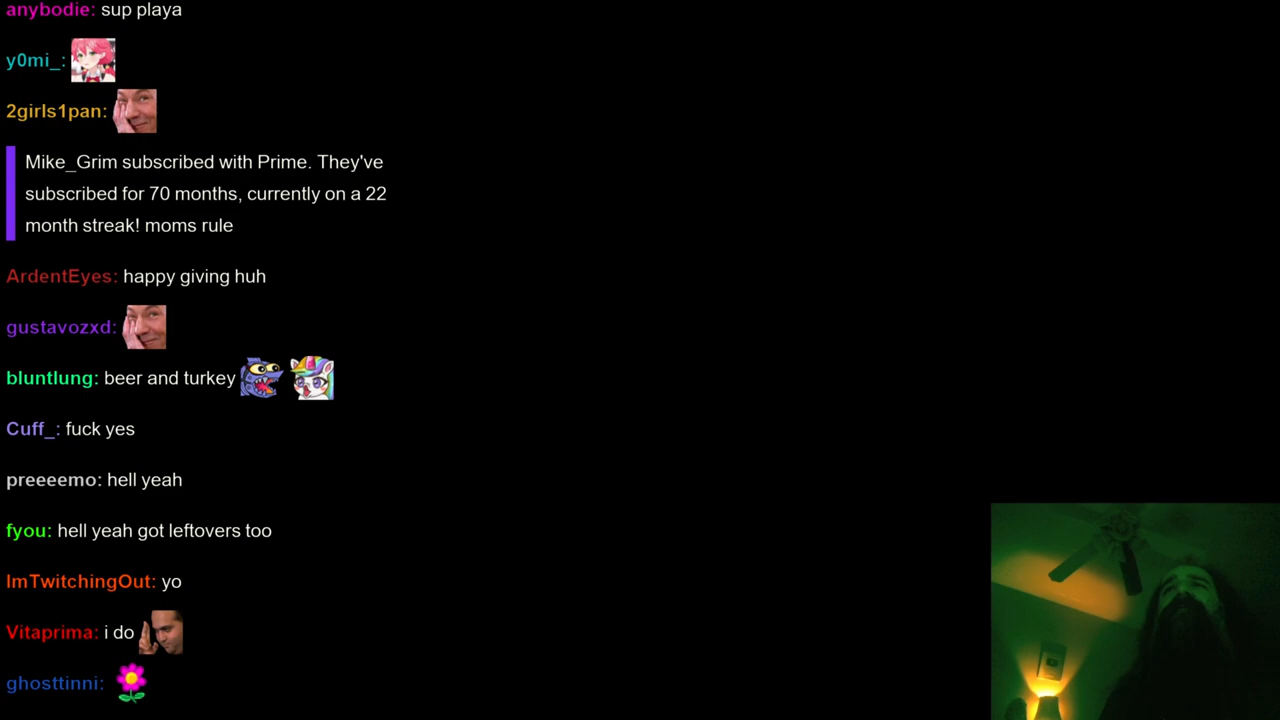 anybodie: sup playa
y0mi_:
2girls1pan:
Mike_Grim subscribed with Prime. They've
subscribed for 70 months, currently on a 22
month streak! moms rule
ArdentEyes: happy giving huh
gustavozxd:
bluntlung: beer and turkey
Cuff_: fuck yes
preeeemo: hell yeah
fyou: hell yeah got leftovers too
ImTwitchingOut: yo
Vitaprima: i do
ghosttinni: